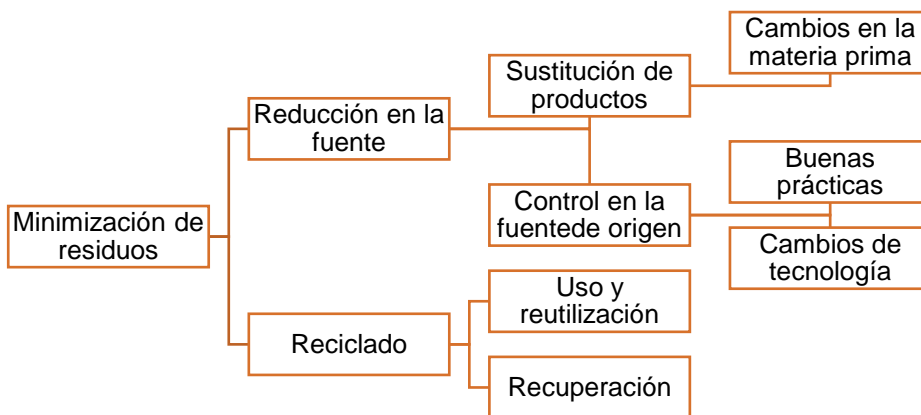 Minimización de
residuos
Reducción en la
fuente
Sustitución de
productos
Cambios en la
materia prima
Control en la
fuentede origen
Buenas
prácticas
Cambios de
tecnología
Reciclado
Uso y
reutilización
Recuperación